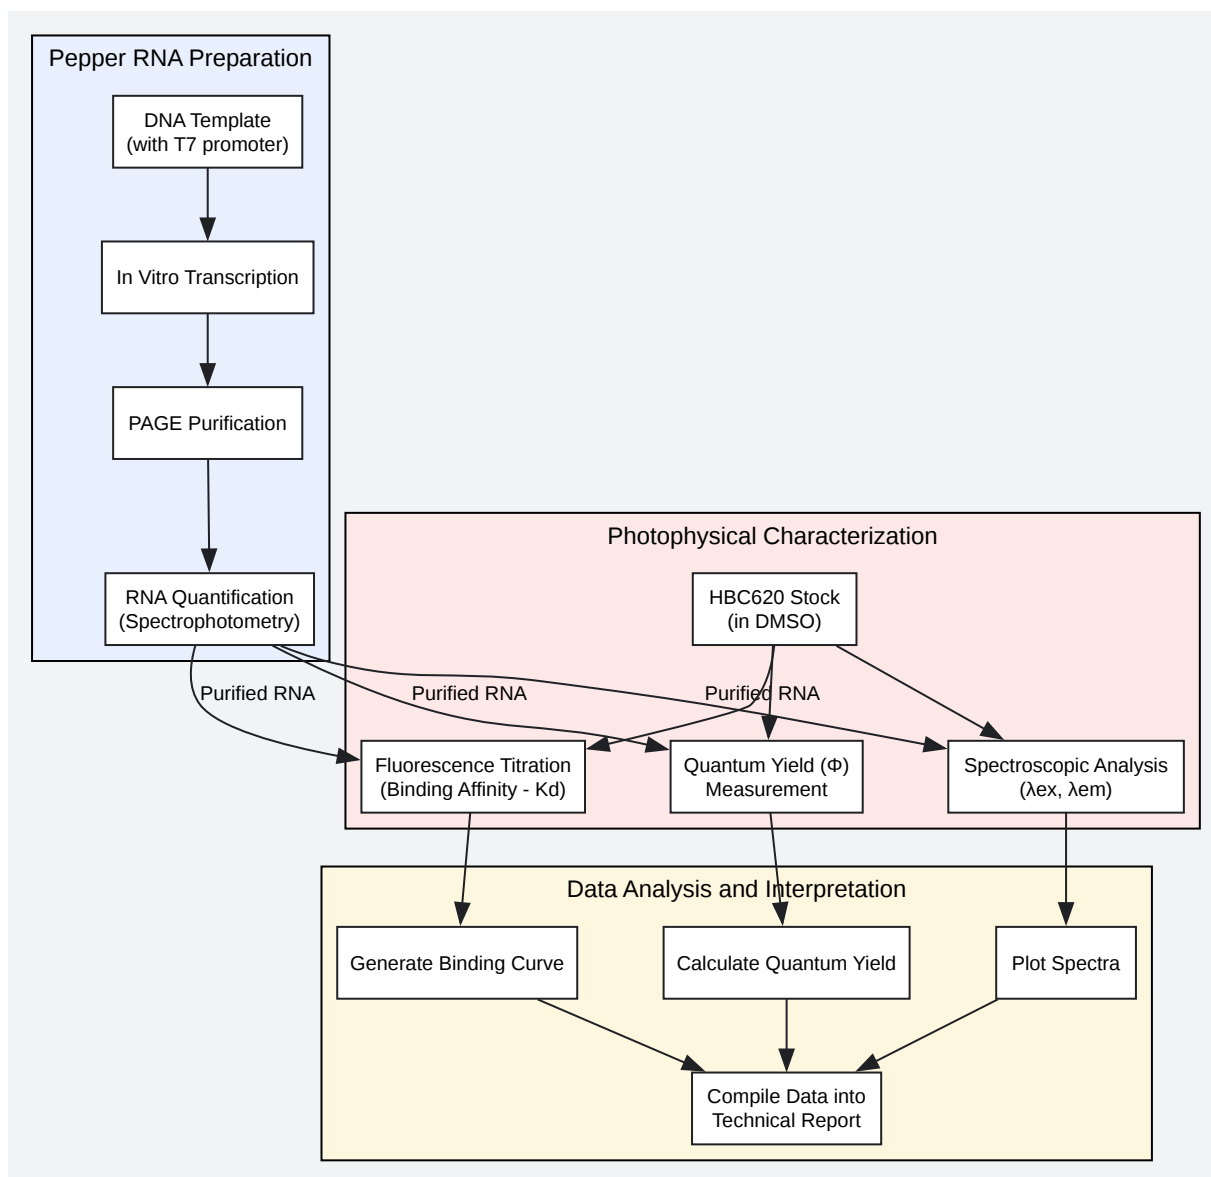 Pepper RNA Preparation
DNA Template
(with T7 promoter)
In Vitro Transcription
PAGE Purification
RNA Quantification
(Spectrophotometry)
Photophysical Characterization
HBC620 Stock
(in DMSO)
Purified RNA
Purified RNA
Purified RNA
Fluorescence Titration
(Binding Affinity - Kd)
Quantum Yield (Φ)
Measurement
Spectroscopic Analysis
(λex, λem)
Data Analysis and Interpretation
Generate Binding Curve
Calculate Quantum Yield
Plot Spectra
Compile Data into
Technical Report